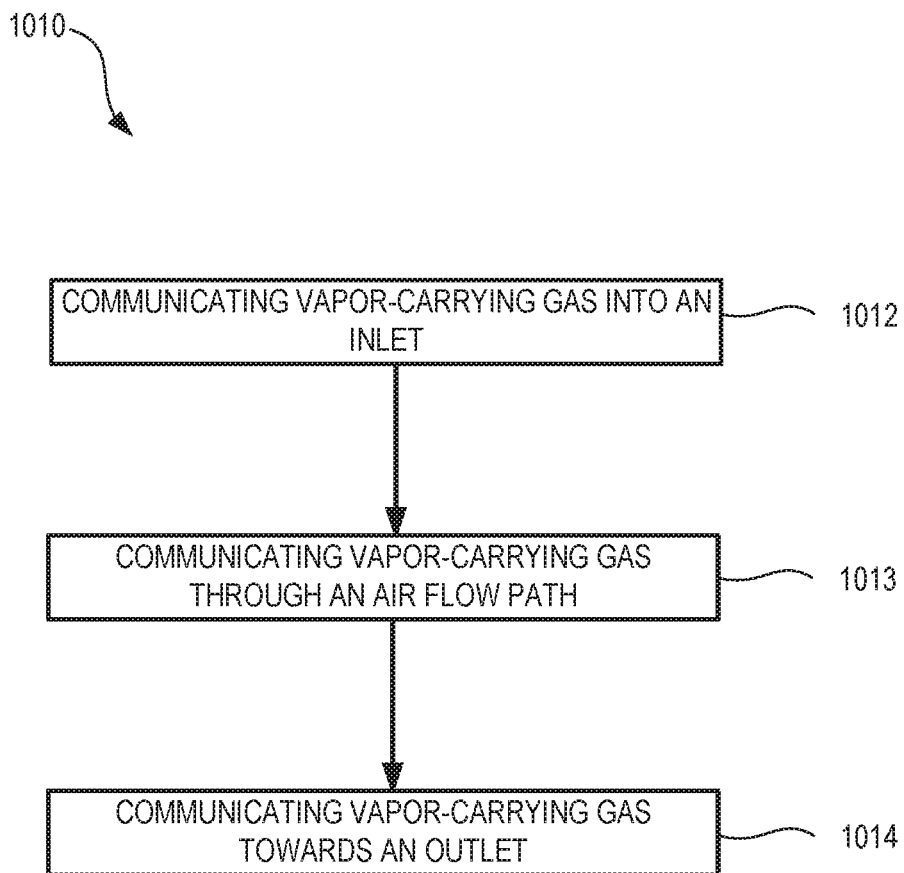 1010
COMMUNICATING VAPOR-CARRYING GAS INTO AN
INLET
1012
COMMUNICATING VAPOR-CARRYING GAS
THROUGH AN AIR FLOW PATH
1013
COMMUNICATING VAPOR-CARRYING GAS
TOWARDS AN OUTLET
1014